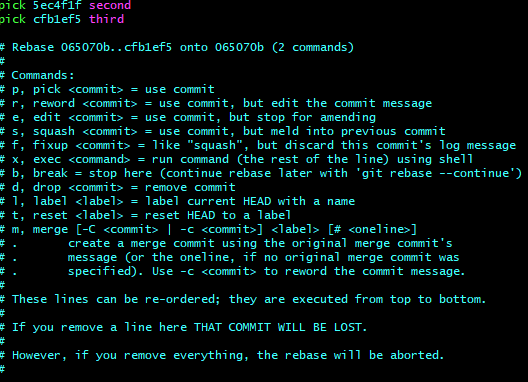 pick 5ec4f1f second
pick cfb1ef5 third

# Rebase 065070b..cfb1ef5 onto 065070b (2 commands)
#
# Commands:
# p, pick <commit> = use commit
# r, reword <commit> = use commit, but edit the commit message
# e, edit <commit> = use commit, but stop for amending
# s, squash <commit> = use commit, but meld into previous commit
# f, fixup <commit> = like "squash", but discard this commit's log message
# x, exec <command> = run command (the rest of the line) using shell
# b, break = stop here (continue rebase later with 'git rebase --continue')
# d, drop <commit> = remove commit
# l, label <label> = label current HEAD with a name
# t, reset <label> = reset HEAD to a label
# m, merge [-C <commit> | -c <commit>] <label> [# <oneline>]
# .       create a merge commit using the original merge commit's
# .       message (or the oneline, if no original merge commit was
# .       specified). Use -c <commit> to reword the commit message.
#
# These lines can be re-ordered; they are executed from top to bottom.
#
# If you remove a line here THAT COMMIT WILL BE LOST.
#
# However, if you remove everything, the rebase will be aborted.
#